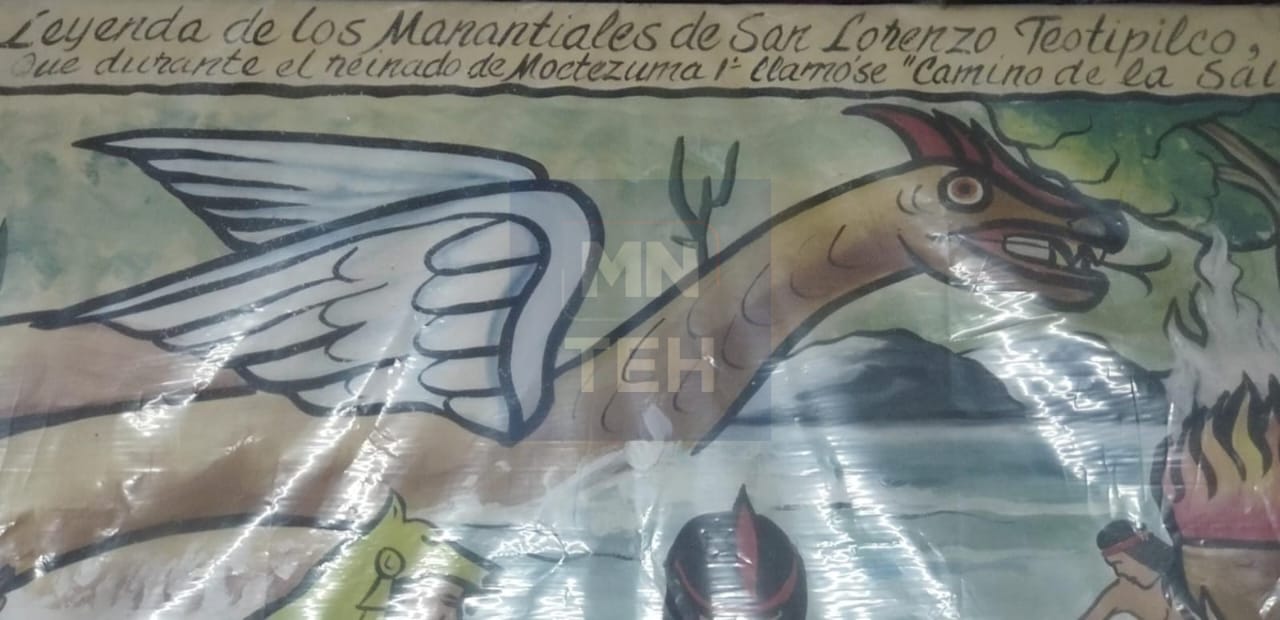 Leyenda de los Manantiales de San Lorenzo Teotipilco,
Que durante el reinado de Moctezuma 1º llamóse "Camino de la Sal
MN
TEH